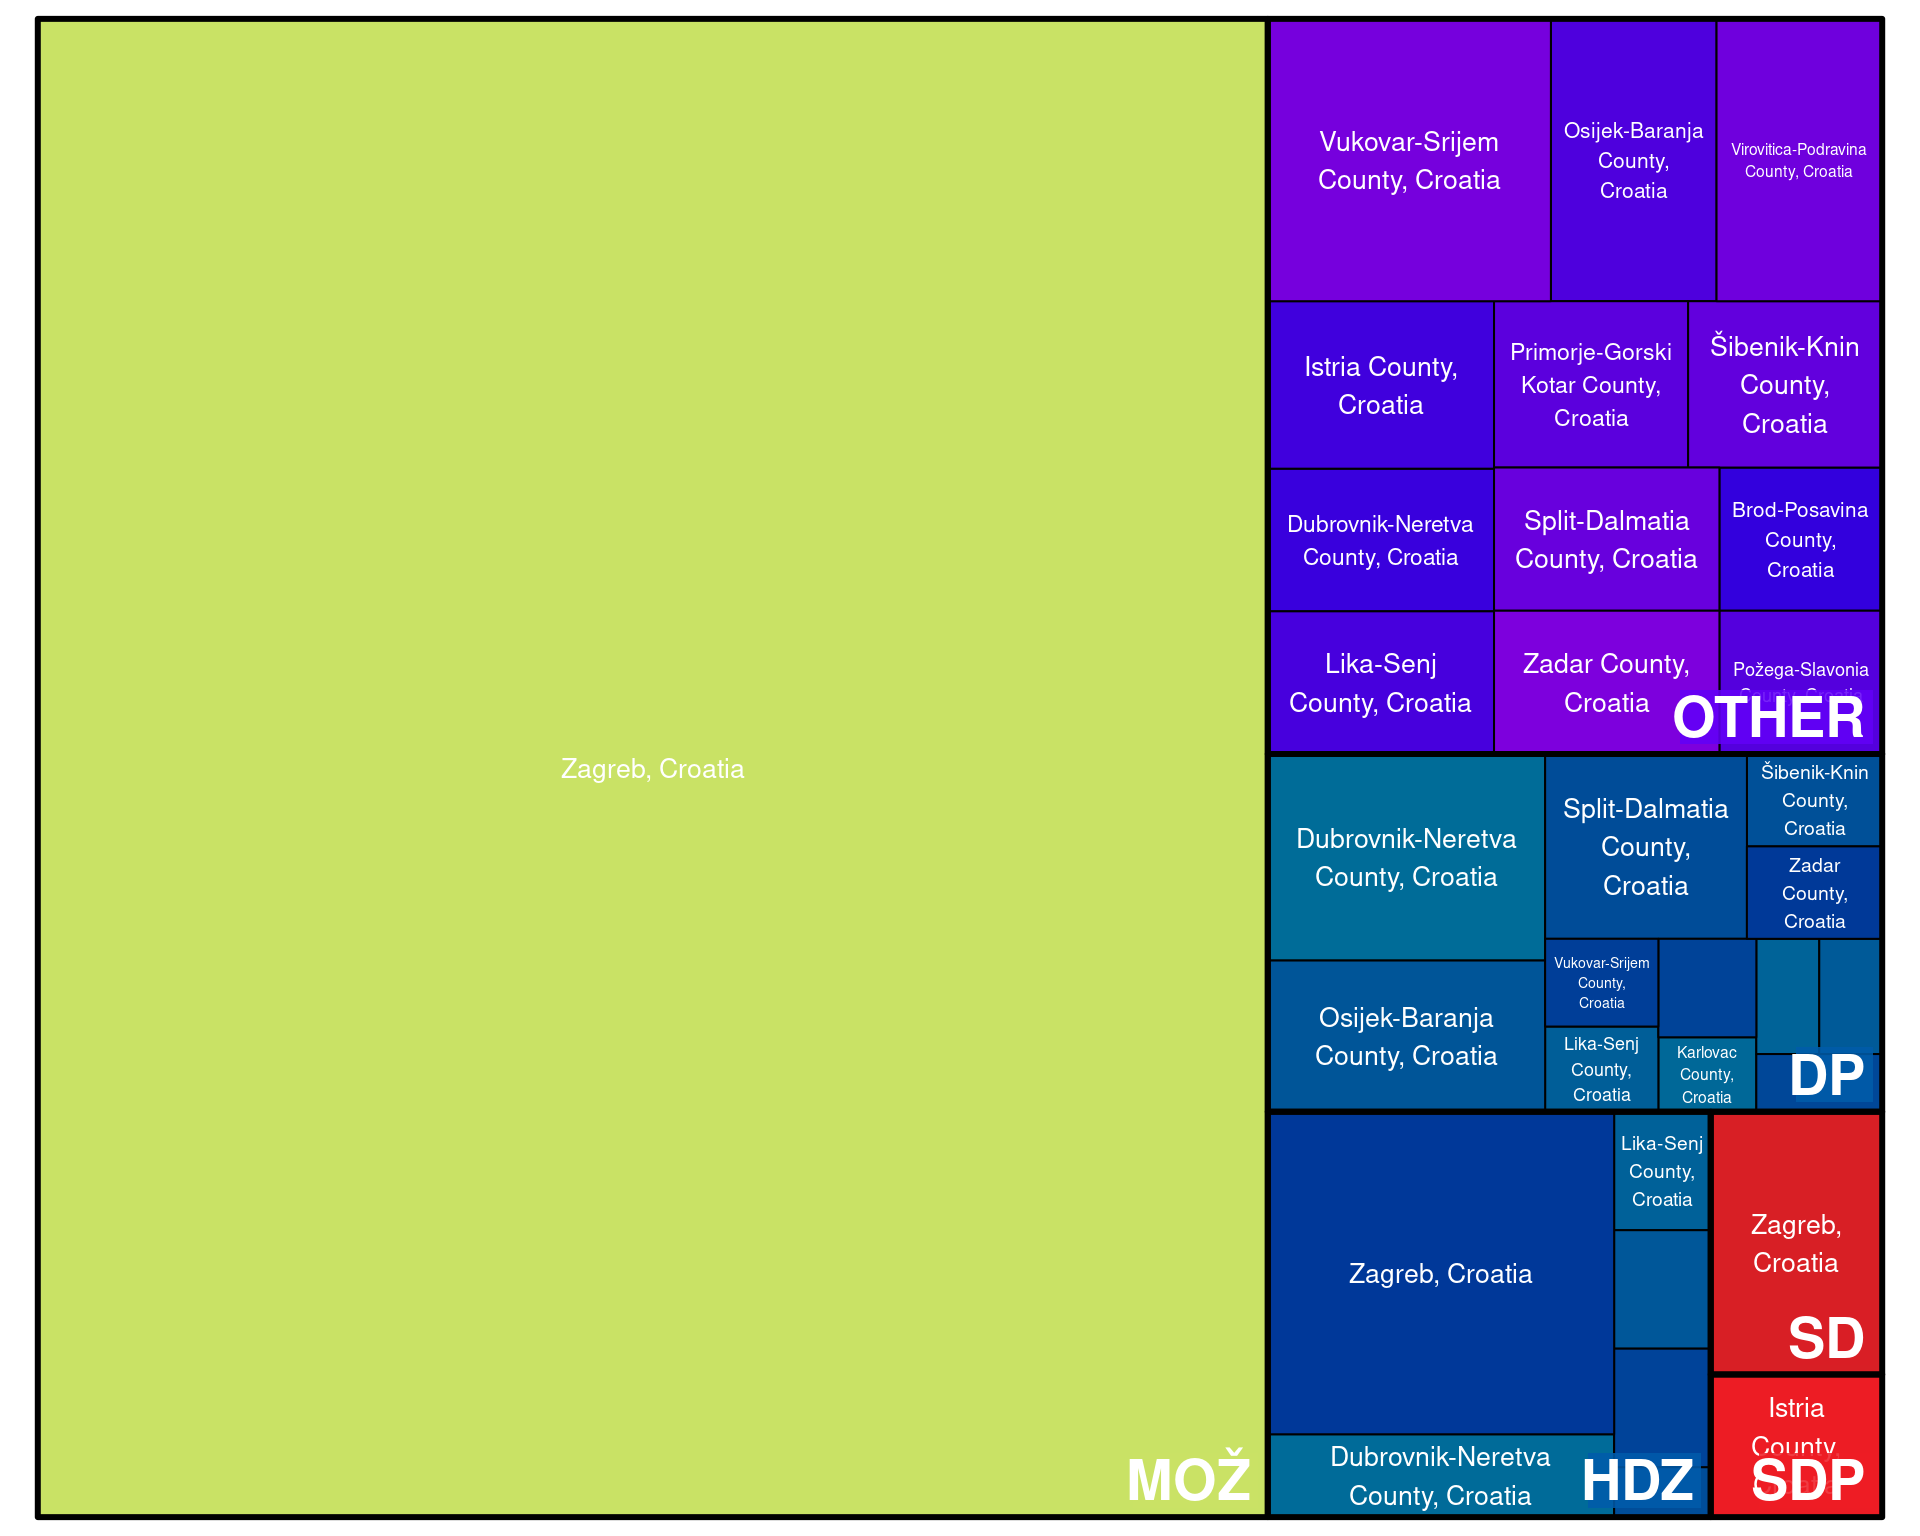 Zagreb, Croatia
MOŽ
Vukovar-Srijem
County, Croatia
Osijek-Baranja
County,
Croatia
Virovitica-Podravina
County, Croatia
Istria County,
Croatia
Primorje-Gorski
Kotar County,
Croatia
Šibenik-Knin
County,
Croatia
Dubrovnik-Neretva
County, Croatia
Split-Dalmatia
County, Croatia
Brod-Posavina
County,
Croatia
Lika-Senj
County, Croatia
Zadar County,
Croatia
Požega-Slavonia
County, Croatia
OTHER
Dubrovnik-Neretva
County, Croatia
Split-Dalmatia
County,
Croatia
Šibenik-Knin
County,
Croatia
Zadar
County,
Croatia
Osijek-Baranja
County, Croatia
Vukovar-Srijem
County,
Croatia
Lika-Senj
County,
Croatia
Karlovac
County,
Croatia
DP
Zagreb, Croatia
Lika-Senj
County,
Croatia
Dubrovnik-Neretva
County, Croatia
HDZ
Zagreb,
Croatia
SD
Istria
County,
Croatia
SDP